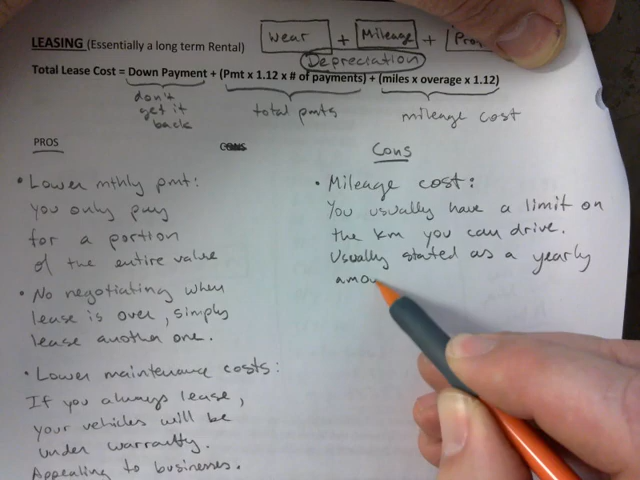 Wear + Mileage +
LEASING (Essentially a long term Rental)
Depreciation
Total Lease Cost = Down Payment + (Pmt x 1.12 x # of payments) + (miles x overage x 1.12)
don't get it back
total pmts
mileage cost
PROS
CONS
Cons
• Lower mthly pmt:
you only pay
for a portion
of the entire value
• No negotiating when
lease is over, simply
lease another one.
• Lower maintenance costs:
If you always lease,
your vehicles will be
under warranty.
Appealing to businesses.
• Mileage cost:
You usually have a limit on
the km you can drive.
Usually stated as a yearly
amou